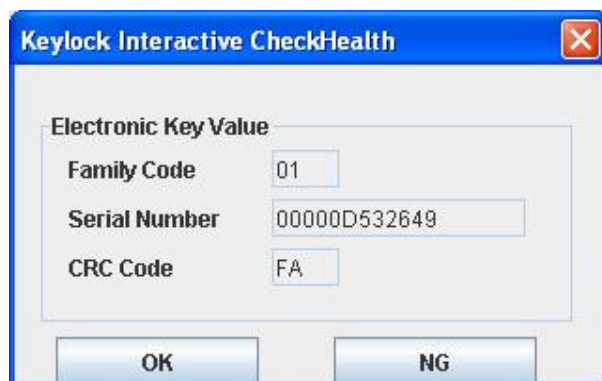 Keylock Interactive CheckHealth
Electronic Key Value
Family Code 01
Serial Number 00000D532649
CRC Code FA
OK NG